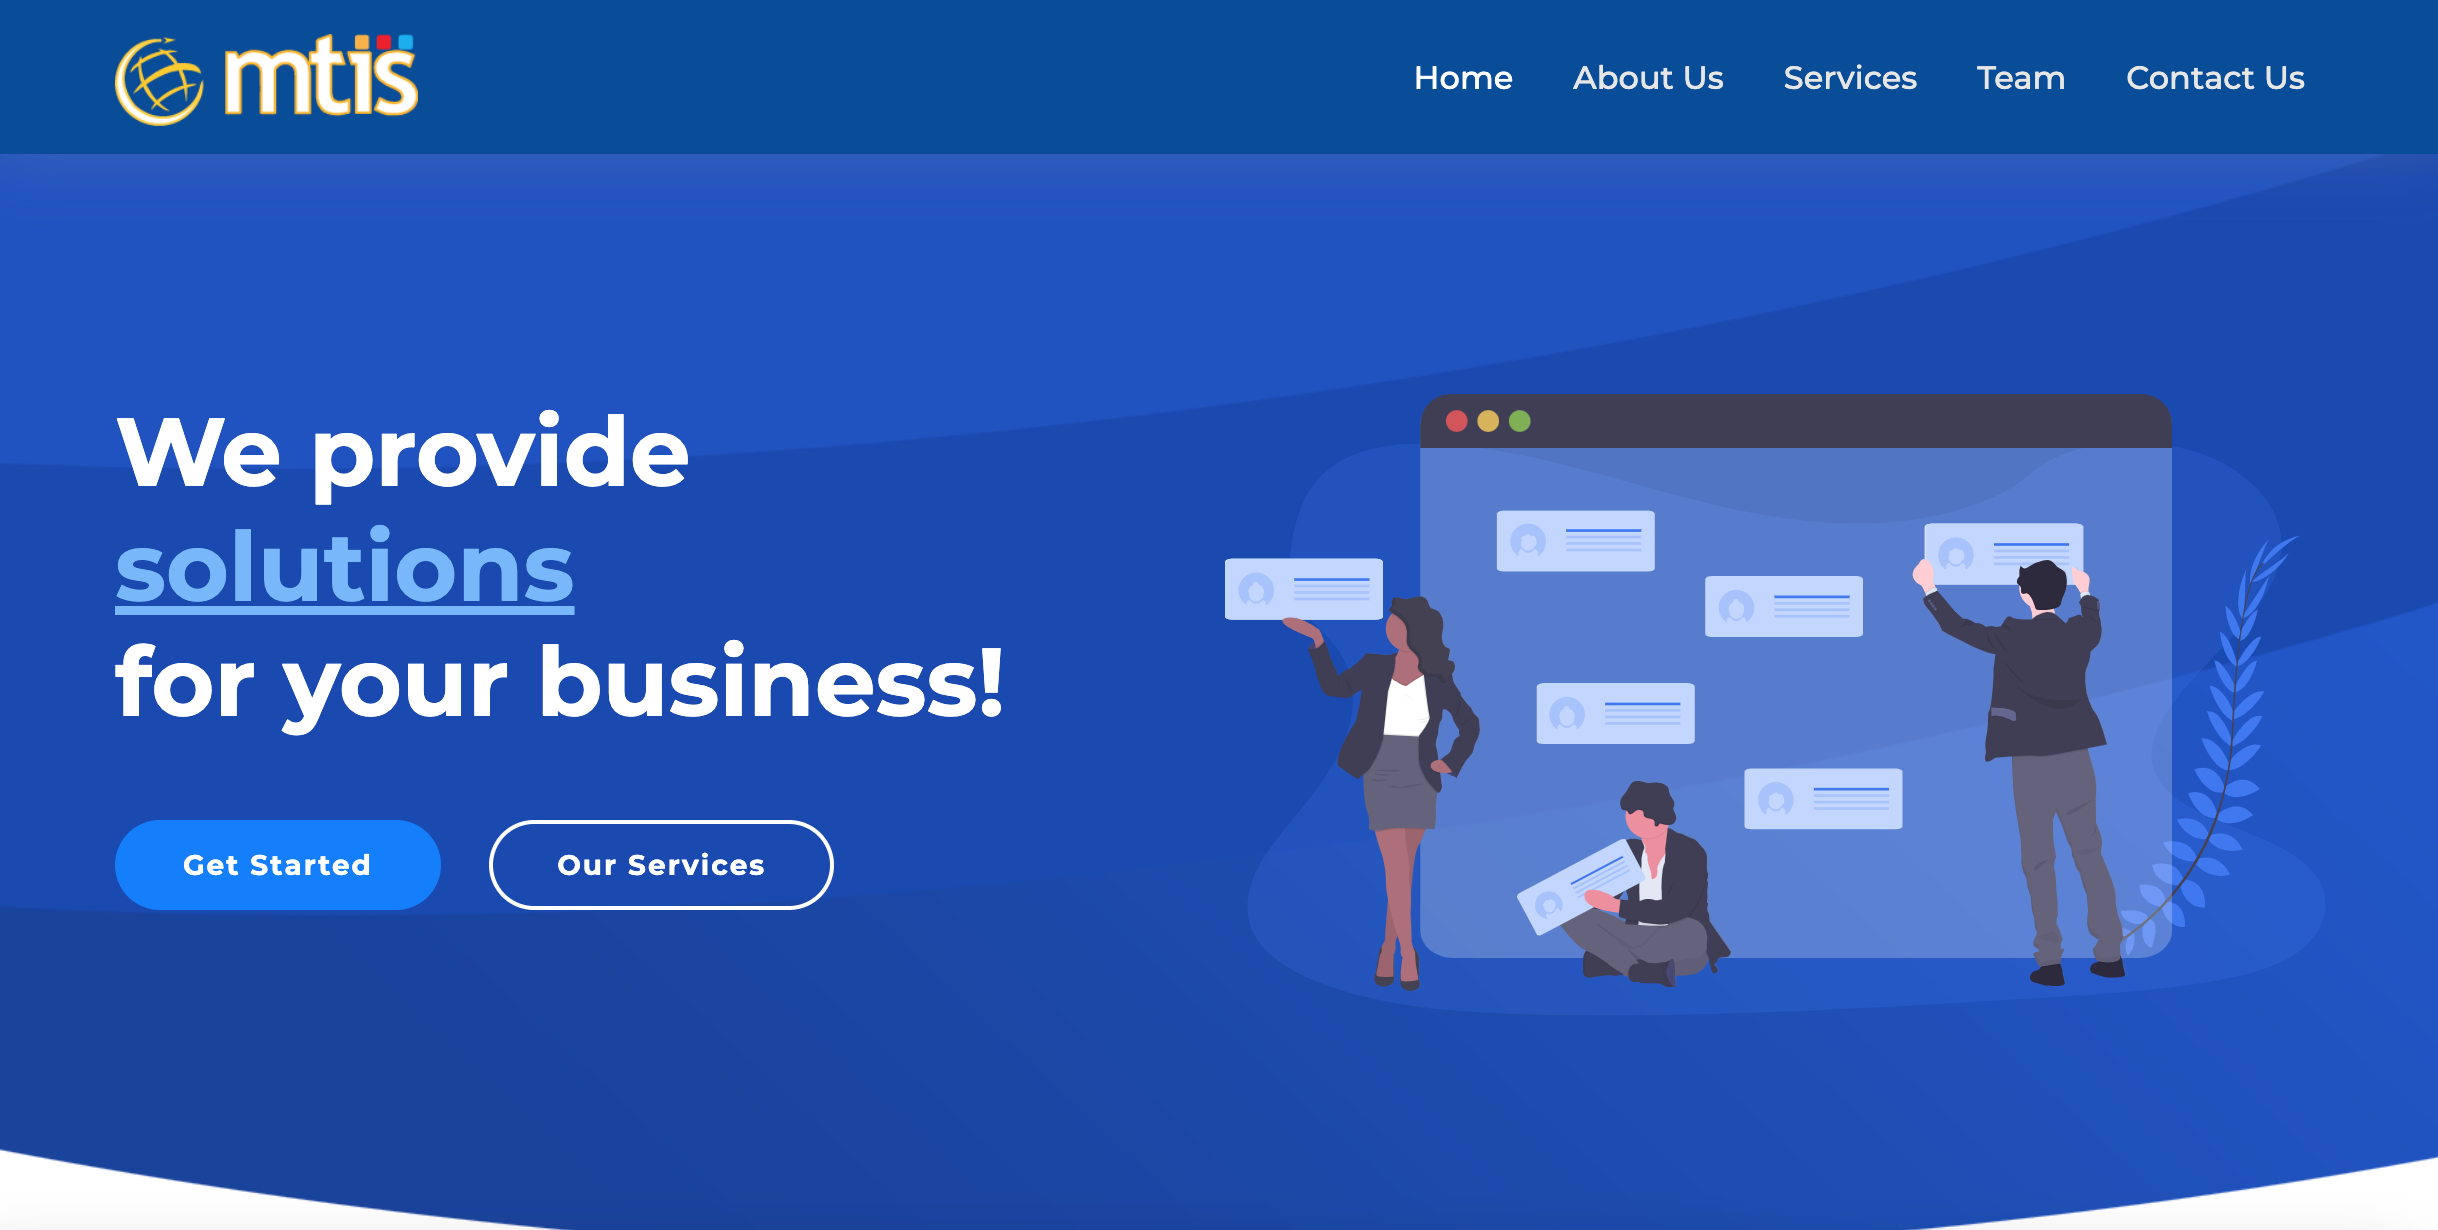 mtis
Home About Us Services Team Contact Us
We provide
solutions
for your business!
Get Started Our Services